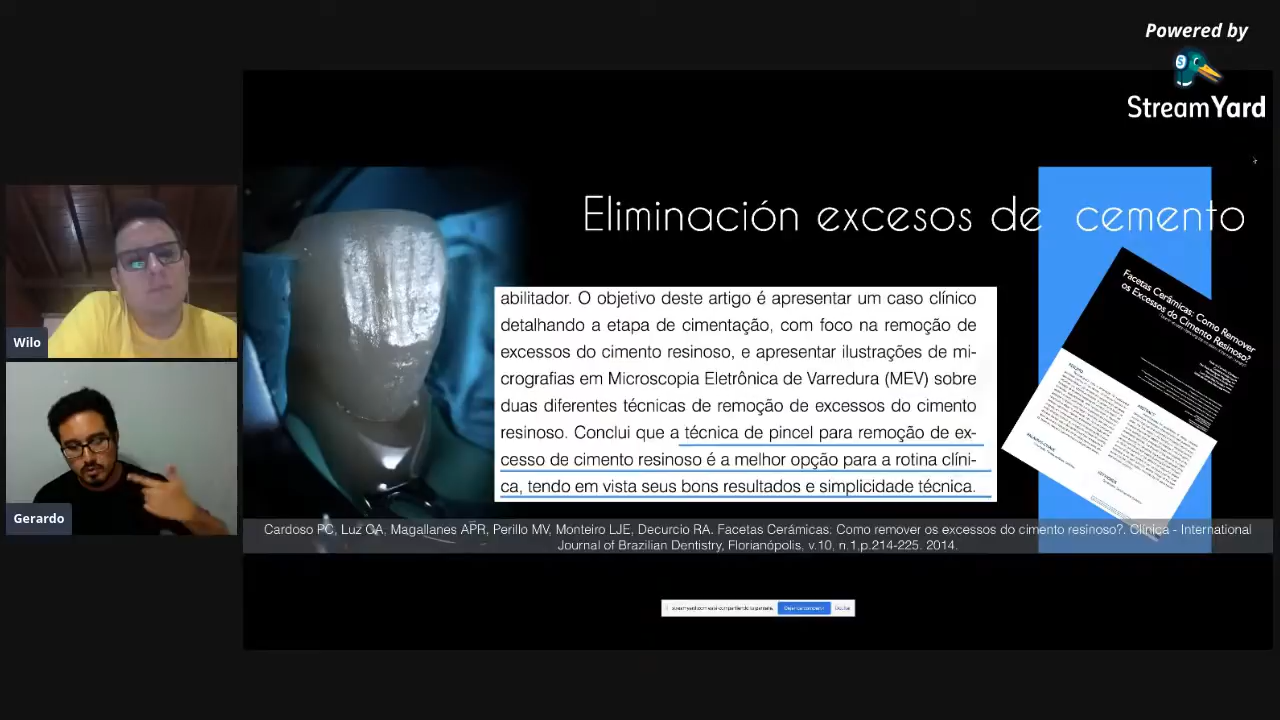 Powered by
StreamYard
Wilo
Gerardo
Eliminación excesos de cemento
abilitador. O objetivo deste artigo é apresentar um caso clínico
detalhando a etapa de cimentação, com foco na remoção de
excessos do cimento resinoso, e apresentar ilustrações de mi-
crografias em Microscopia Eletrônica de Varredura (MEV) sobre
duas diferentes técnicas de remoção de excessos do cimento
resinoso. Conclui que a técnica de pincel para remoção de ex-
cesso de cimento resinoso é a melhor opção para a rotina clíni-
ca, tendo em vista seus bons resultados e simplicidade técnica.
Facetas Cerâmicas: Como Remover
os Excessos do Cimento Resinoso?
Cardoso PC, Luz CA, Magallanes APR, Perillo MV, Monteiro LJE, Decurcio RA. Facetas Cerámicas: Como remover os excessos do cimento resinoso?. Clínica - International
Journal of Brazilian Dentistry, Florianópolis, v.10, n.1,p.214-225. 2014.